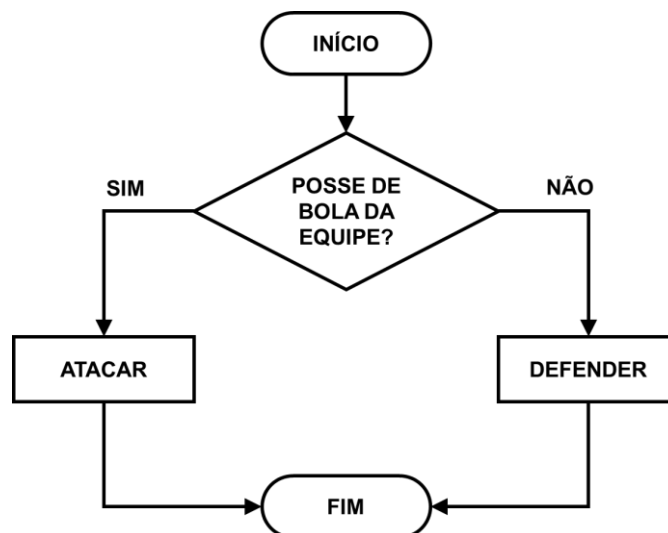 INÍCIO
SIM
POSSE DE
BOLA DA
EQUIPE?
NÃO
ATACAR
DEFENDER
FIM